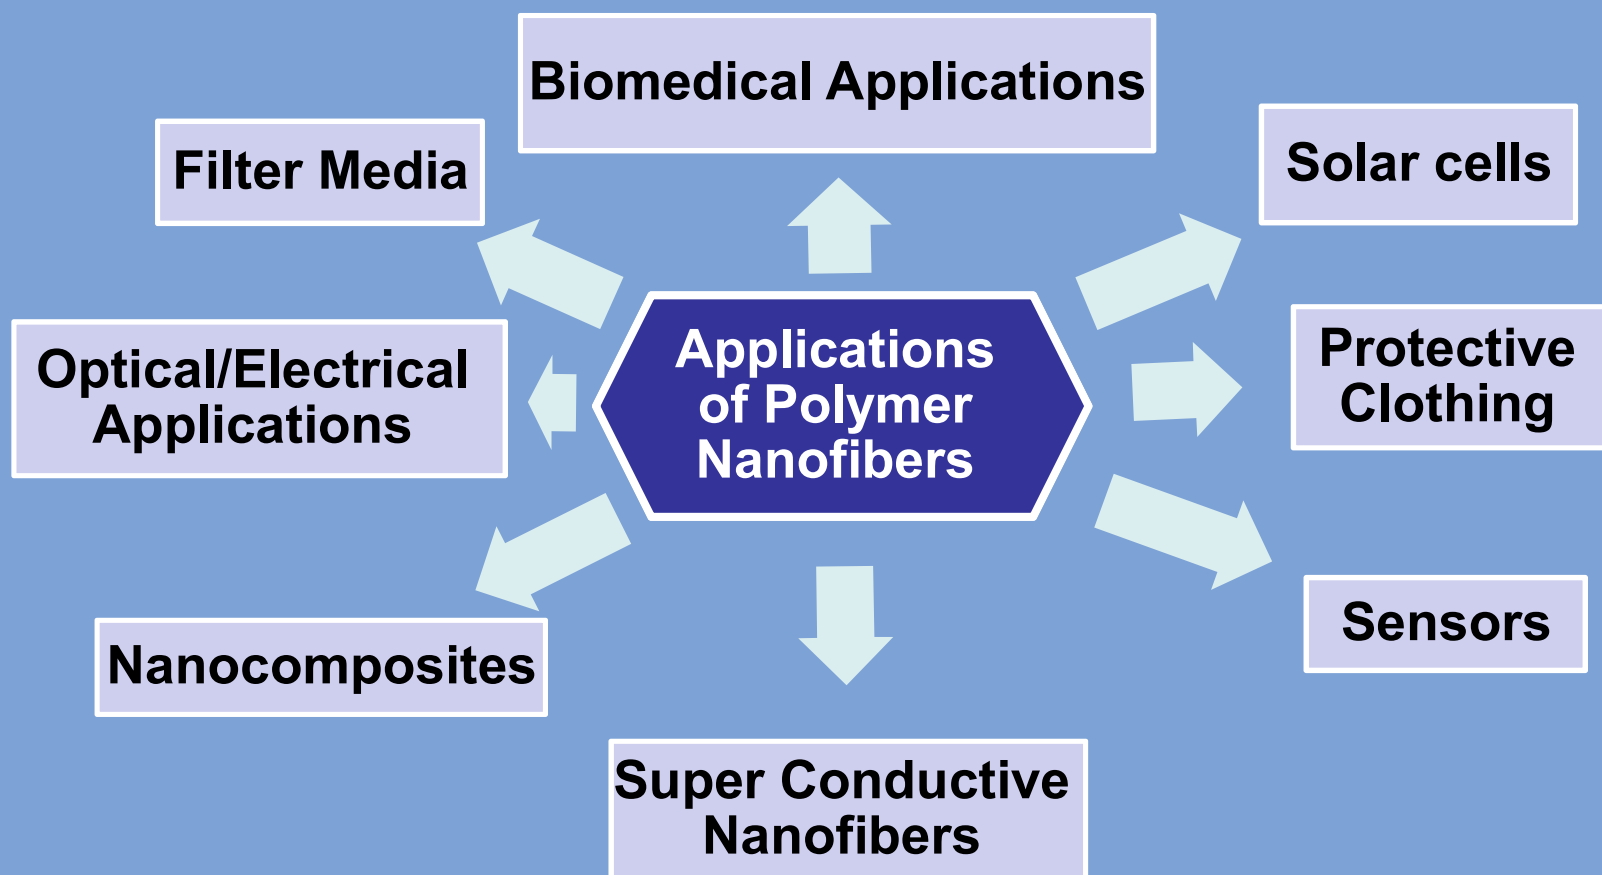 Biomedical Applications
Filter Media
Solar cells
Optical/Electrical
Applications
Applications
of Polymer
Nanofibers
Protective
Clothing
Nanocomposites
Sensors
Super Conductive
Nanofibers